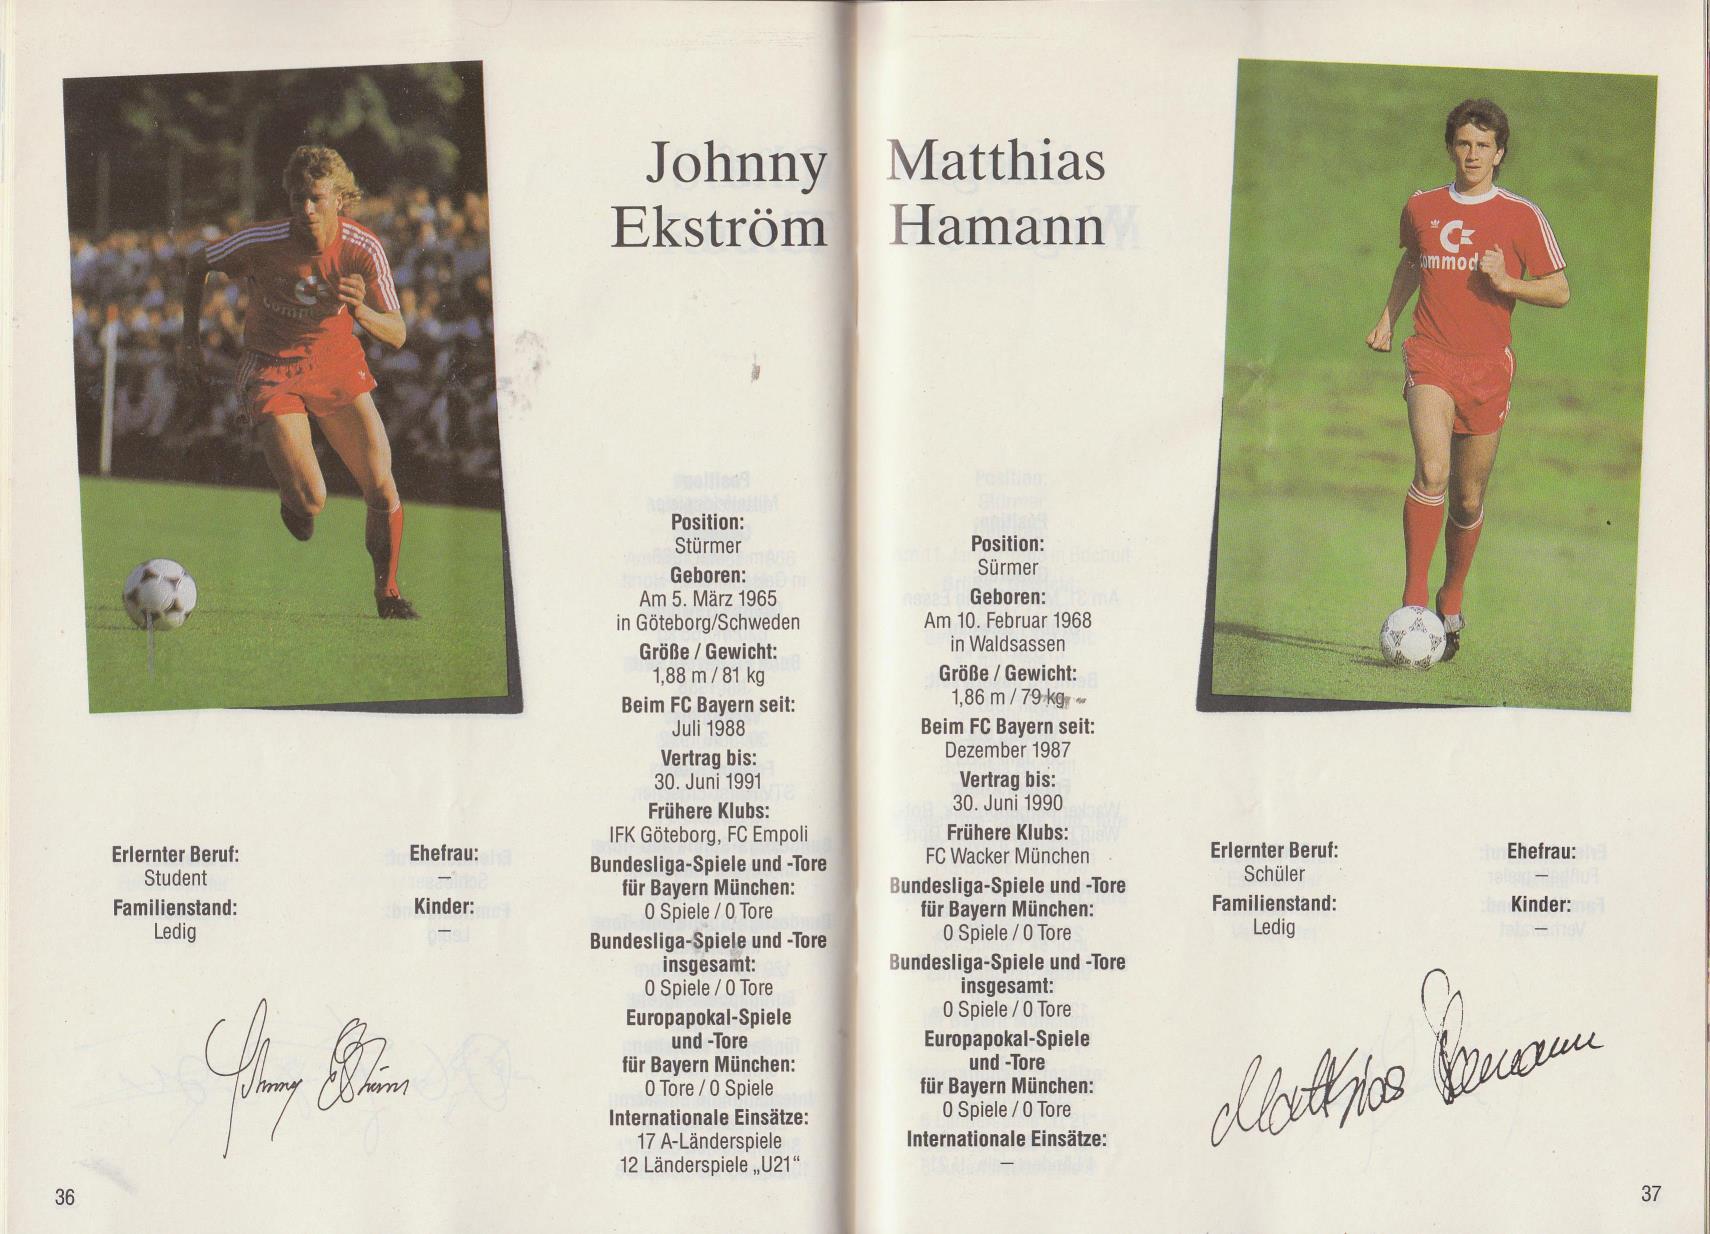 Johnny
Ekström
Commo
Position:
Stürmer
Geboren:
Am 5. März 1965
in Göteborg/Schweden
Größe / Gewicht:
1,88 m / 81 kg
Beim FC Bayern seit:
Juli 1988
Vertrag bis:
30. Juni 1991
Frühere Klubs:
IFK Göteborg, FC Empoli
Bundesliga-Spiele und -Tore
für Bayern München:
0 Spiele / 0 Tore
Bundesliga-Spiele und -Tore
insgesamt:
0 Spiele / 0 Tore
Europapokal-Spiele
und -Tore
für Bayern München:
0 Tore / 0 Spiele
Internationale Einsätze:
17 A-Länderspiele
12 Länderspiele „U21“
Erlernter Beruf:
Student
Familienstand:
Ledig
Ehefrau:
–
Kinder:
–
Johnny Ekström
36
Matthias
Hamann
commod
Position:
Sürmer
Geboren:
Am 10. Februar 1968
in Waldsassen
Größe / Gewicht:
1,86 m / 79 kg
Beim FC Bayern seit:
Dezember 1987
Vertrag bis:
30. Juni 1990
Frühere Klubs:
FC Wacker München
Bundesliga-Spiele und -Tore
für Bayern München:
0 Spiele / 0 Tore
Bundesliga-Spiele und -Tore
insgesamt:
0 Spiele / 0 Tore
Europapokal-Spiele
und -Tore
für Bayern München:
0 Spiele / 0 Tore
Internationale Einsätze:
–
Erlernter Beruf:
Schüler
Familienstand:
Ledig
Ehefrau:
–
Kinder:
–
Matthias Hamann
37